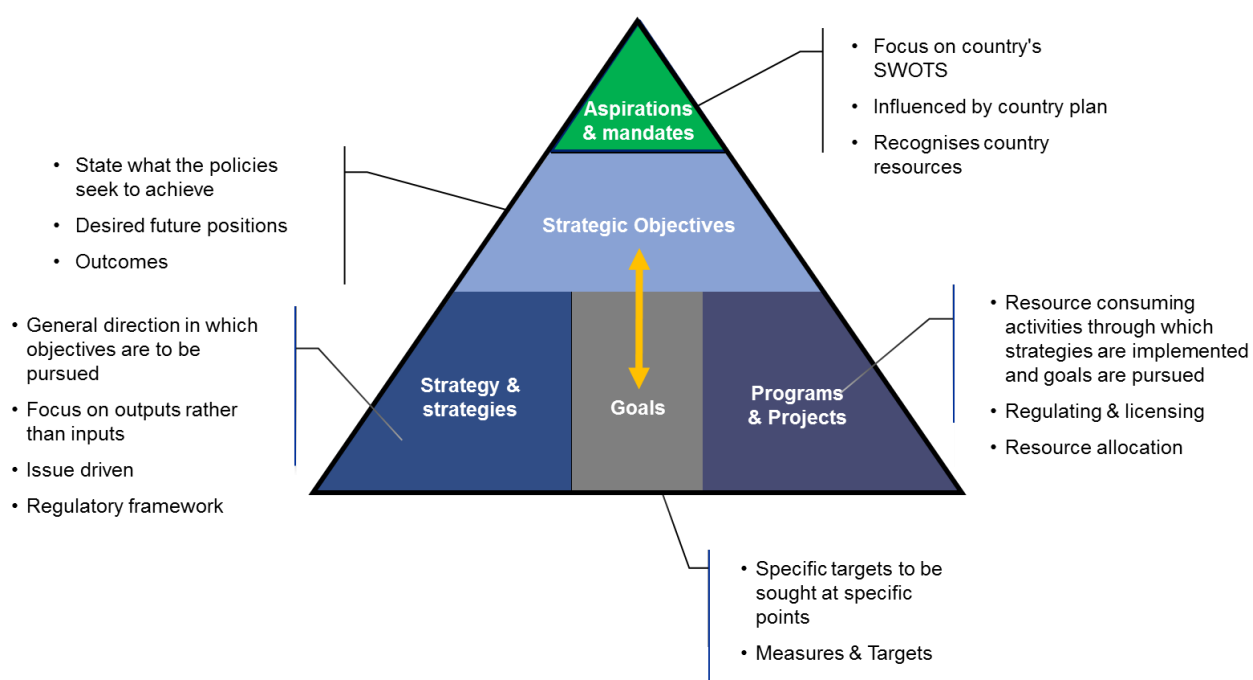 • Focus on country's
SWOTS
• Influenced by country plan
• Recognises country
resources
Aspirations
& mandates
• State what the policies
seek to achieve
• Desired future positions
• Outcomes
Strategic Objectives
• General direction in which
objectives are to be
pursued
• Focus on outputs rather
than inputs
• Issue driven
• Regulatory framework
Strategy &
strategies
Goals
Programs
& Projects
• Resource consuming
activities through which
strategies are implemented
and goals are pursued
• Regulating & licensing
• Resource allocation
• Specific targets to be
sought at specific
points
• Measures & Targets